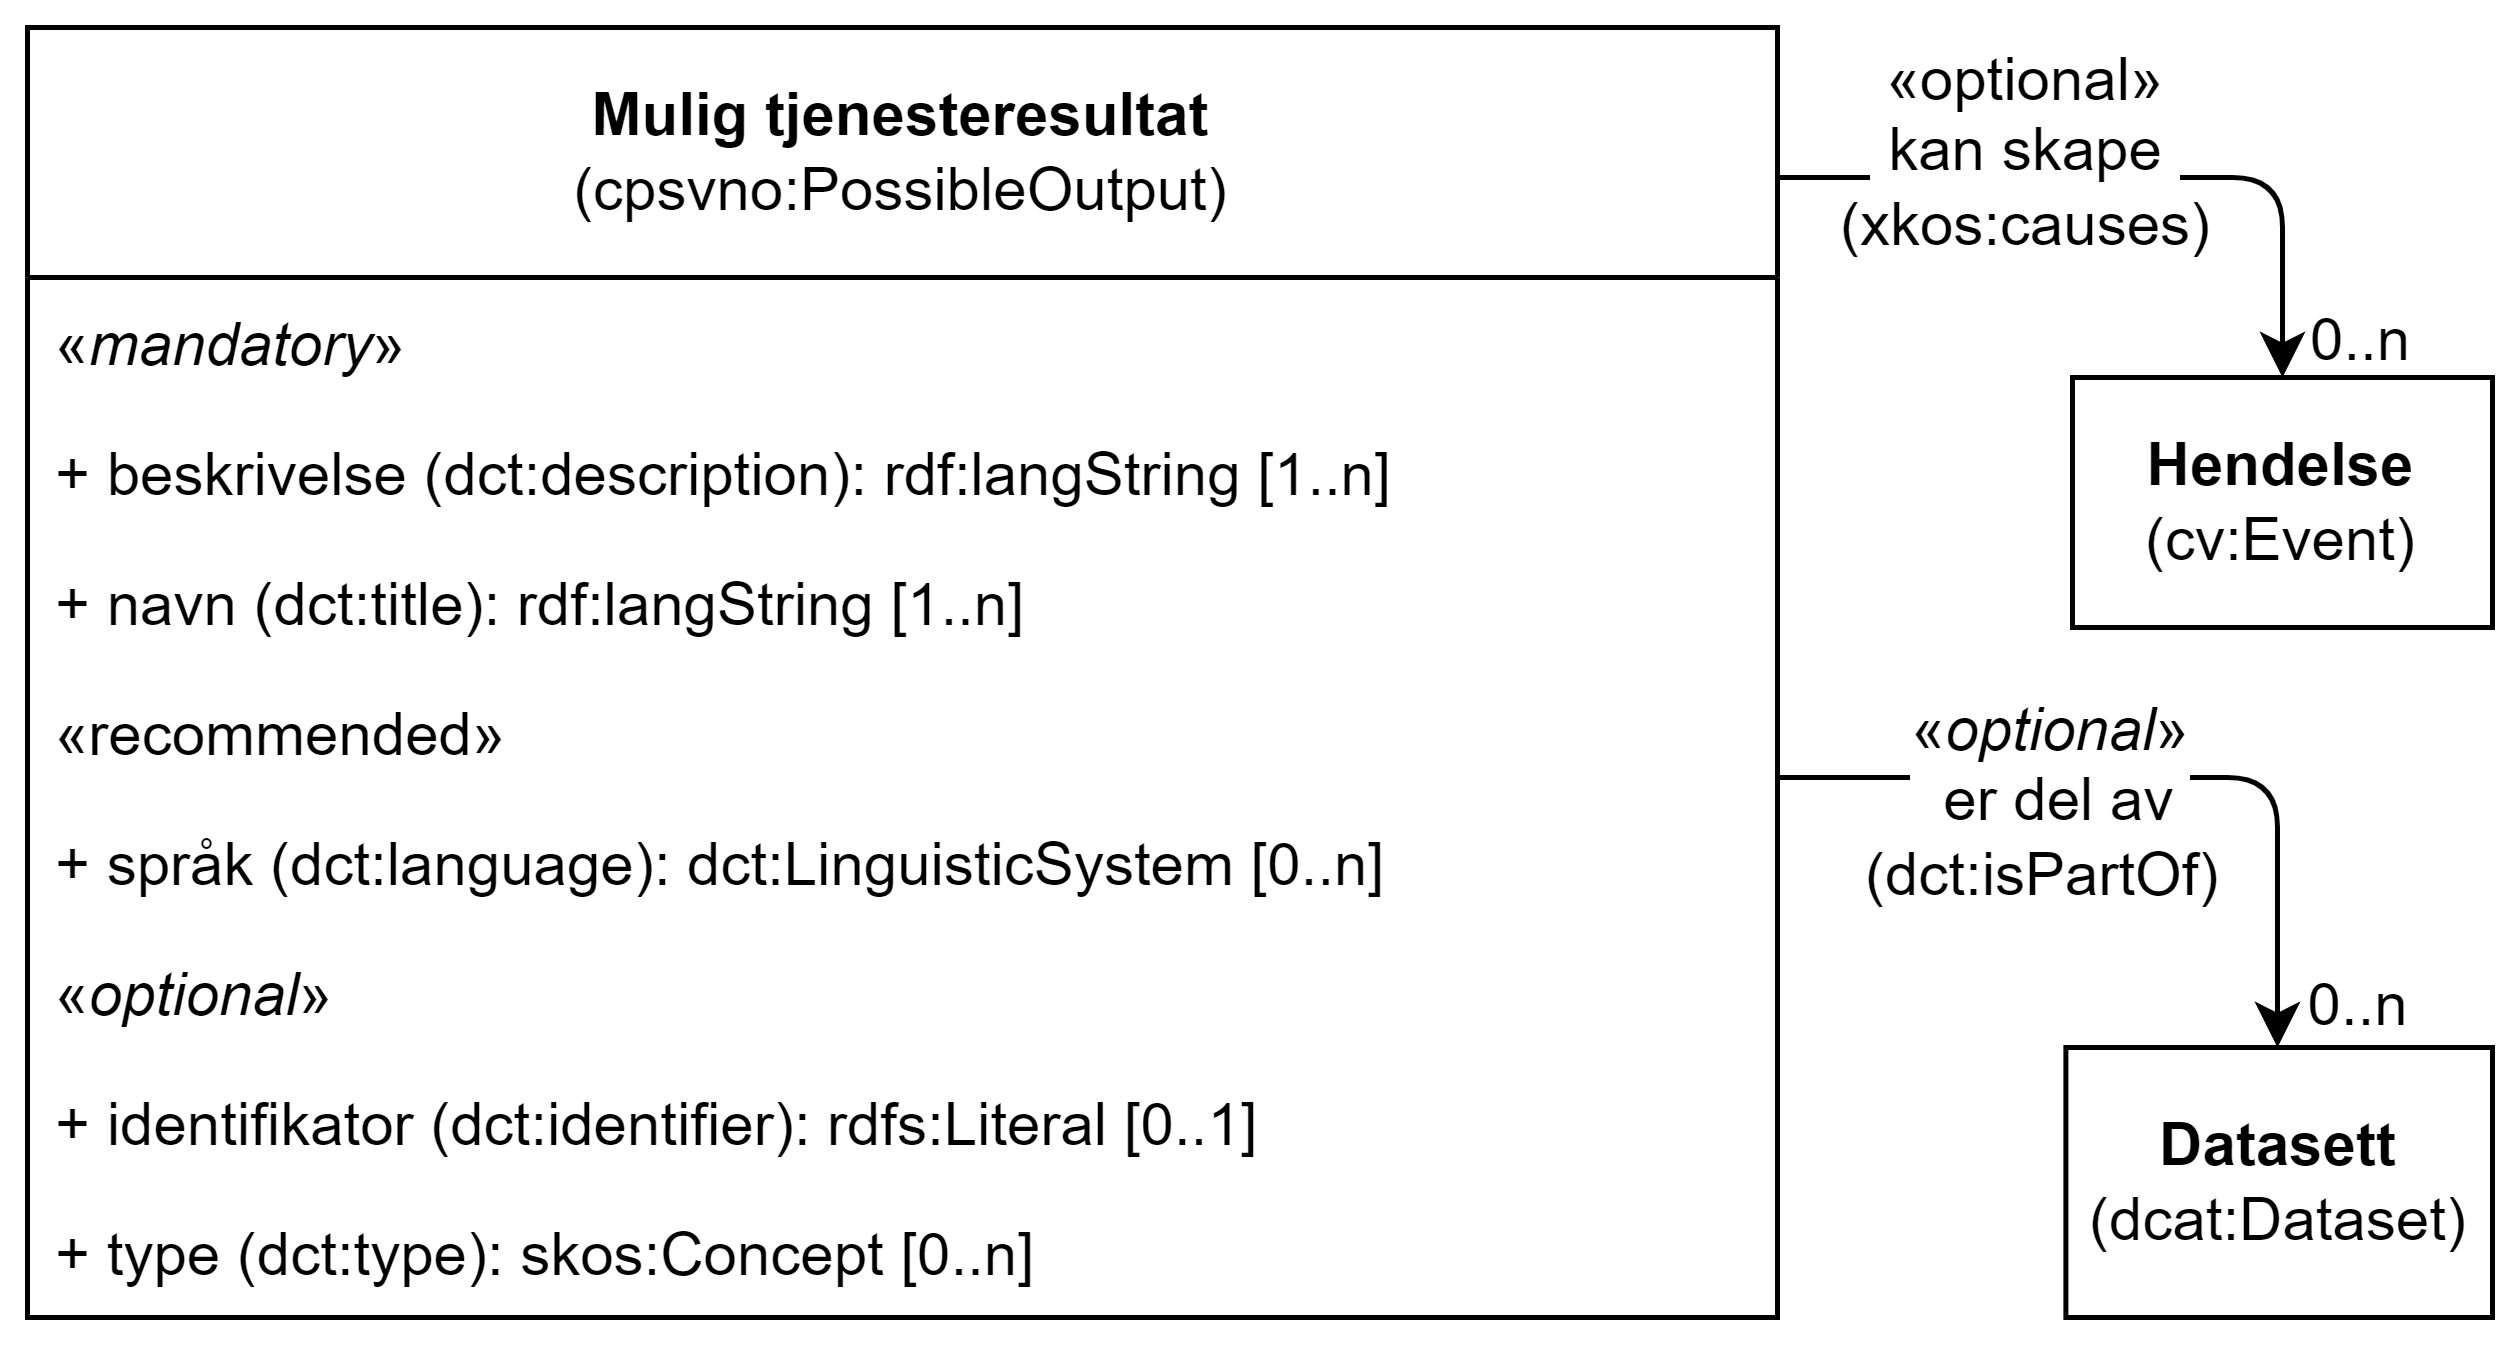 Mulig tjenesteresultat
(cpsvno:PossibleOutput)
«mandatory»
+ beskrivelse (dct:description): rdf:langString [1..n]
+ navn (dct:title): rdf:langString [1..n]
«recommended»
+ språk (dct:language): dct:LinguisticSystem [0..n]
«optional»
+ identifikator (dct:identifier): rdfs:Literal [0..1]
+ type (dct:type): skos:Concept [0..n]
«optional»
kan skape
(xkos:causes)
0..n
Hendelse
(cv:Event)
«optional»
er del av
(dct:isPartOf)
0..n
Datasett
(dcat:Dataset)